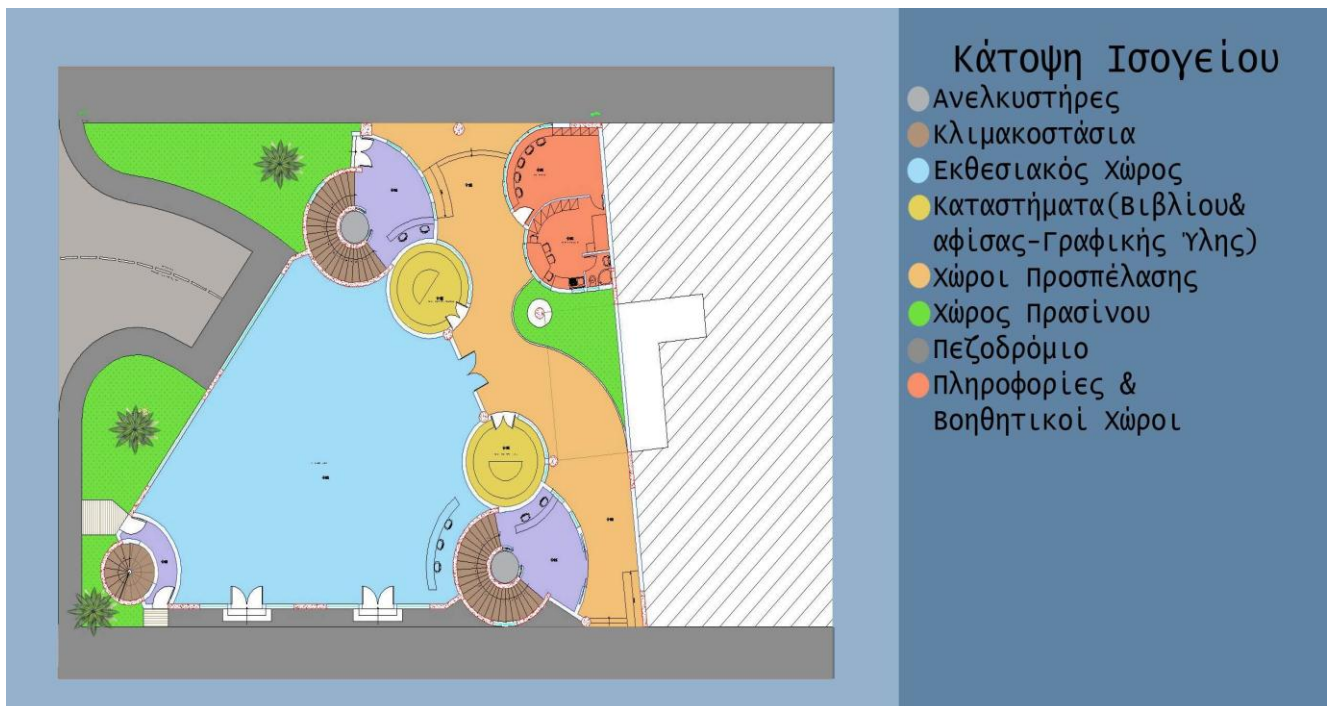 Κάτοψη Ισογείου
Ανελκυστήρες
Κλιμακοστάσια
Εκθεσιακός Χώρος
Καταστήματα(Βιβλίου&
αφίσας-Γραφικής Ύλης)
Χώροι Προσπέλασης
Χώρος Πρασίνου
Πεζοδρόμιο
Πληροφορίες &
Βοηθητικοί Χώροι